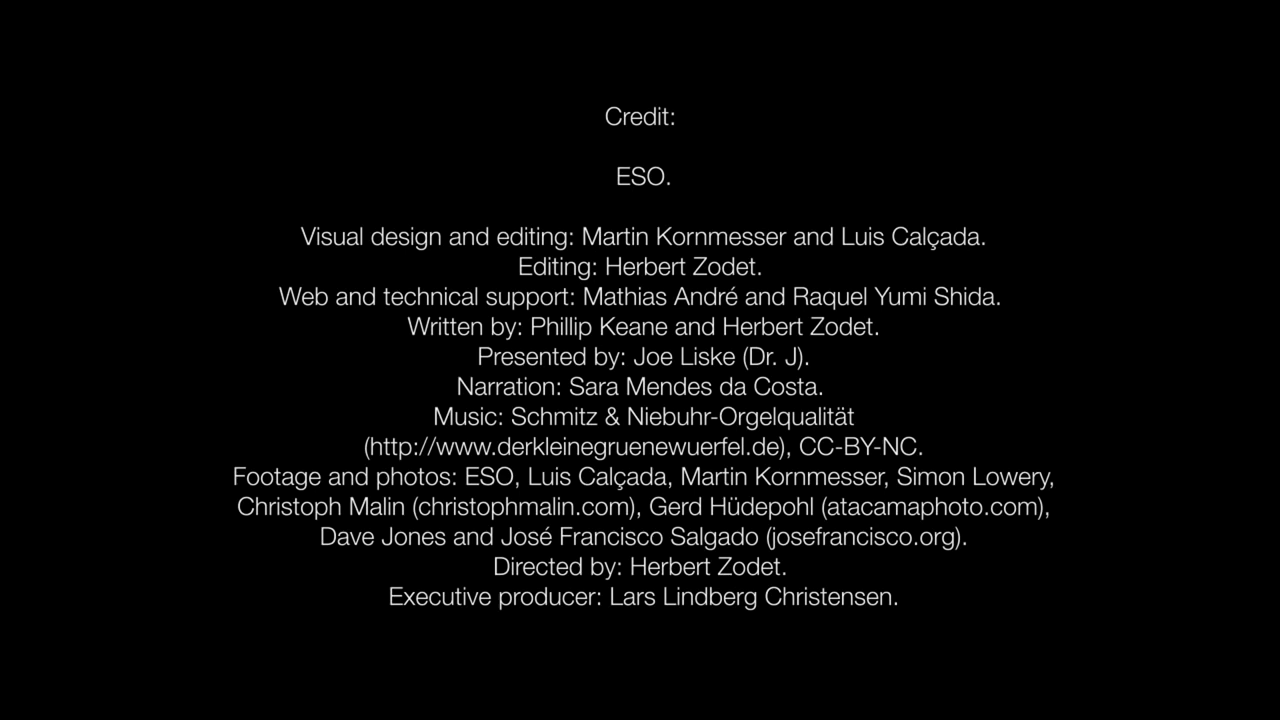 Credit:
ESO.
Visual design and editing: Martin Kornmesser and Luis Calçada.
Editing: Herbert Zodet.
Web and technical support: Mathias André and Raquel Yumi Shida.
Written by: Phillip Keane and Herbert Zodet.
Presented by: Joe Liske (Dr. J).
Narration: Sara Mendes da Costa.
Music: Schmitz & Niebuhr-Orgelqualität
(http://www.derkleinegruenewuerfel.de), CC-BY-NC.
Footage and photos: ESO, Luis Calçada, Martin Kornmesser, Simon Lowery,
Christoph Malin (christophmalin.com), Gerd Hüdepohl (atacamaphoto.com),
Dave Jones and José Francisco Salgado (josefrancisco.org).
Directed by: Herbert Zodet.
Executive producer: Lars Lindberg Christensen.